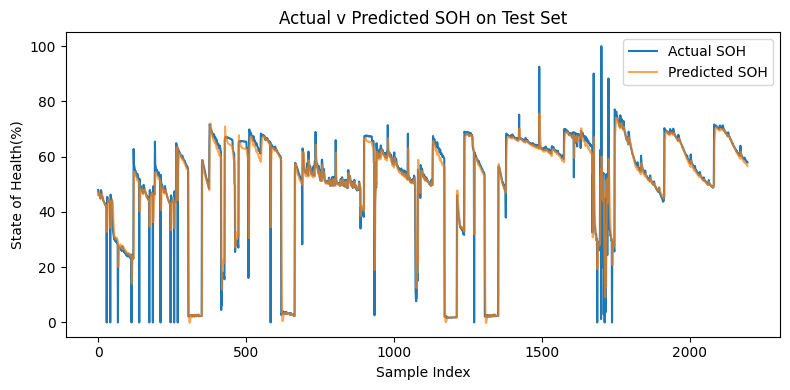 Actual v Predicted SOH on Test Set
Actual SOH
Predicted SOH
State of Health(%)
100
80
60
40
20
0
0
500
1000
1500
2000
Sample Index